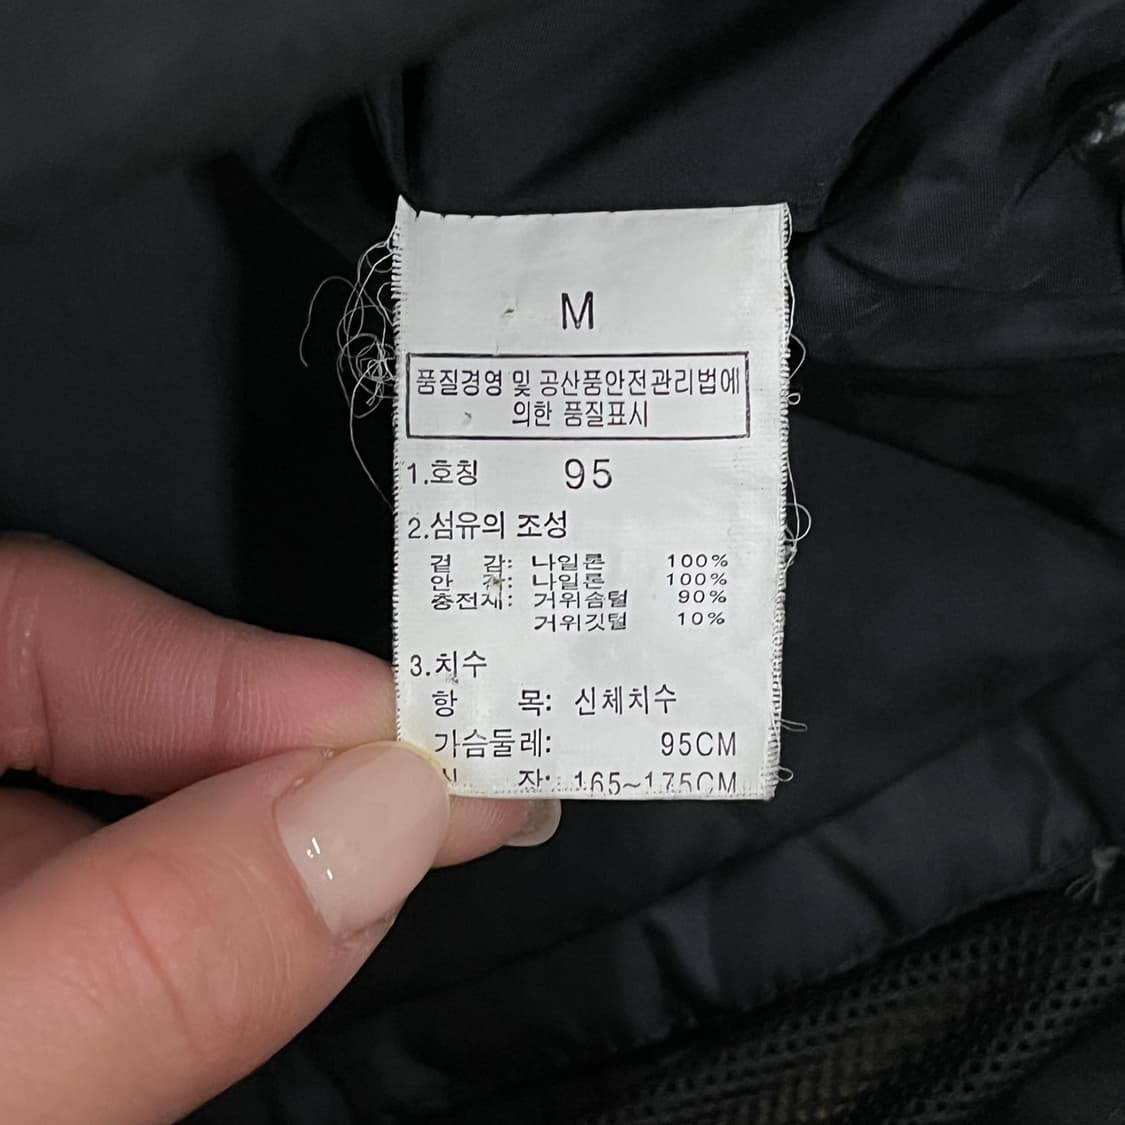 M
품질경영 및 공산품안전관리법에
의한 품질표시
1.호칭 95
2.섬유의 조성
겉 감: 나일론 100%
안 감: 나일론 100%
충전재: 거위솜털 90%
거위깃털 10%
3.치수
항 목: 신체치수
가슴둘레: 95CM
자: 165~175CM